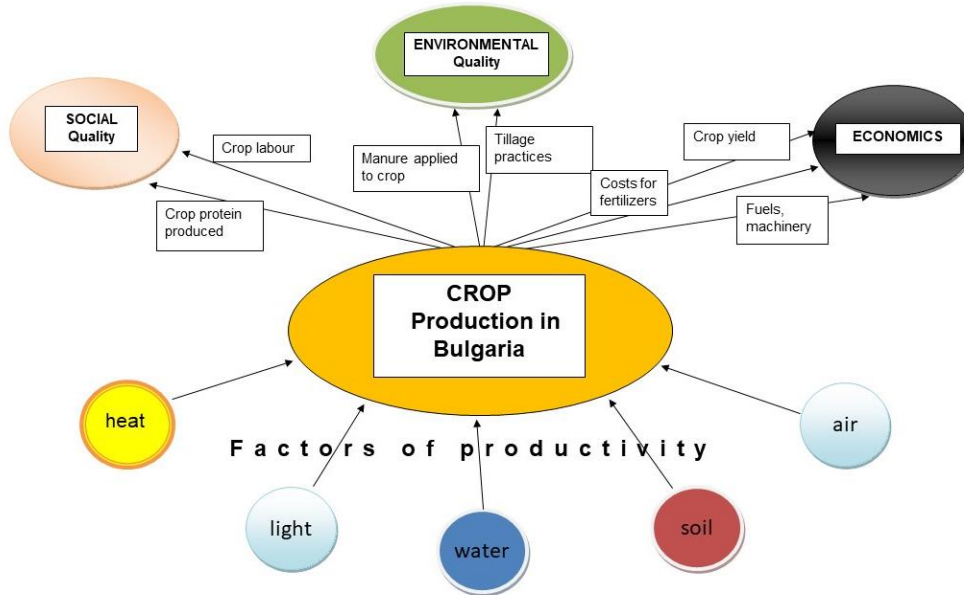 ENVIRONMENTAL
Quality
SOCIAL
Quality
ECONOMICS
Crop labour
Crop protein
produced
Manure applied
to crop
Tillage
practices
Crop yield
Costs for
fertilizers
Fuels,
machinery
CROP
Production in
Bulgaria
heat
air
Factors of productivity
light
water
soil